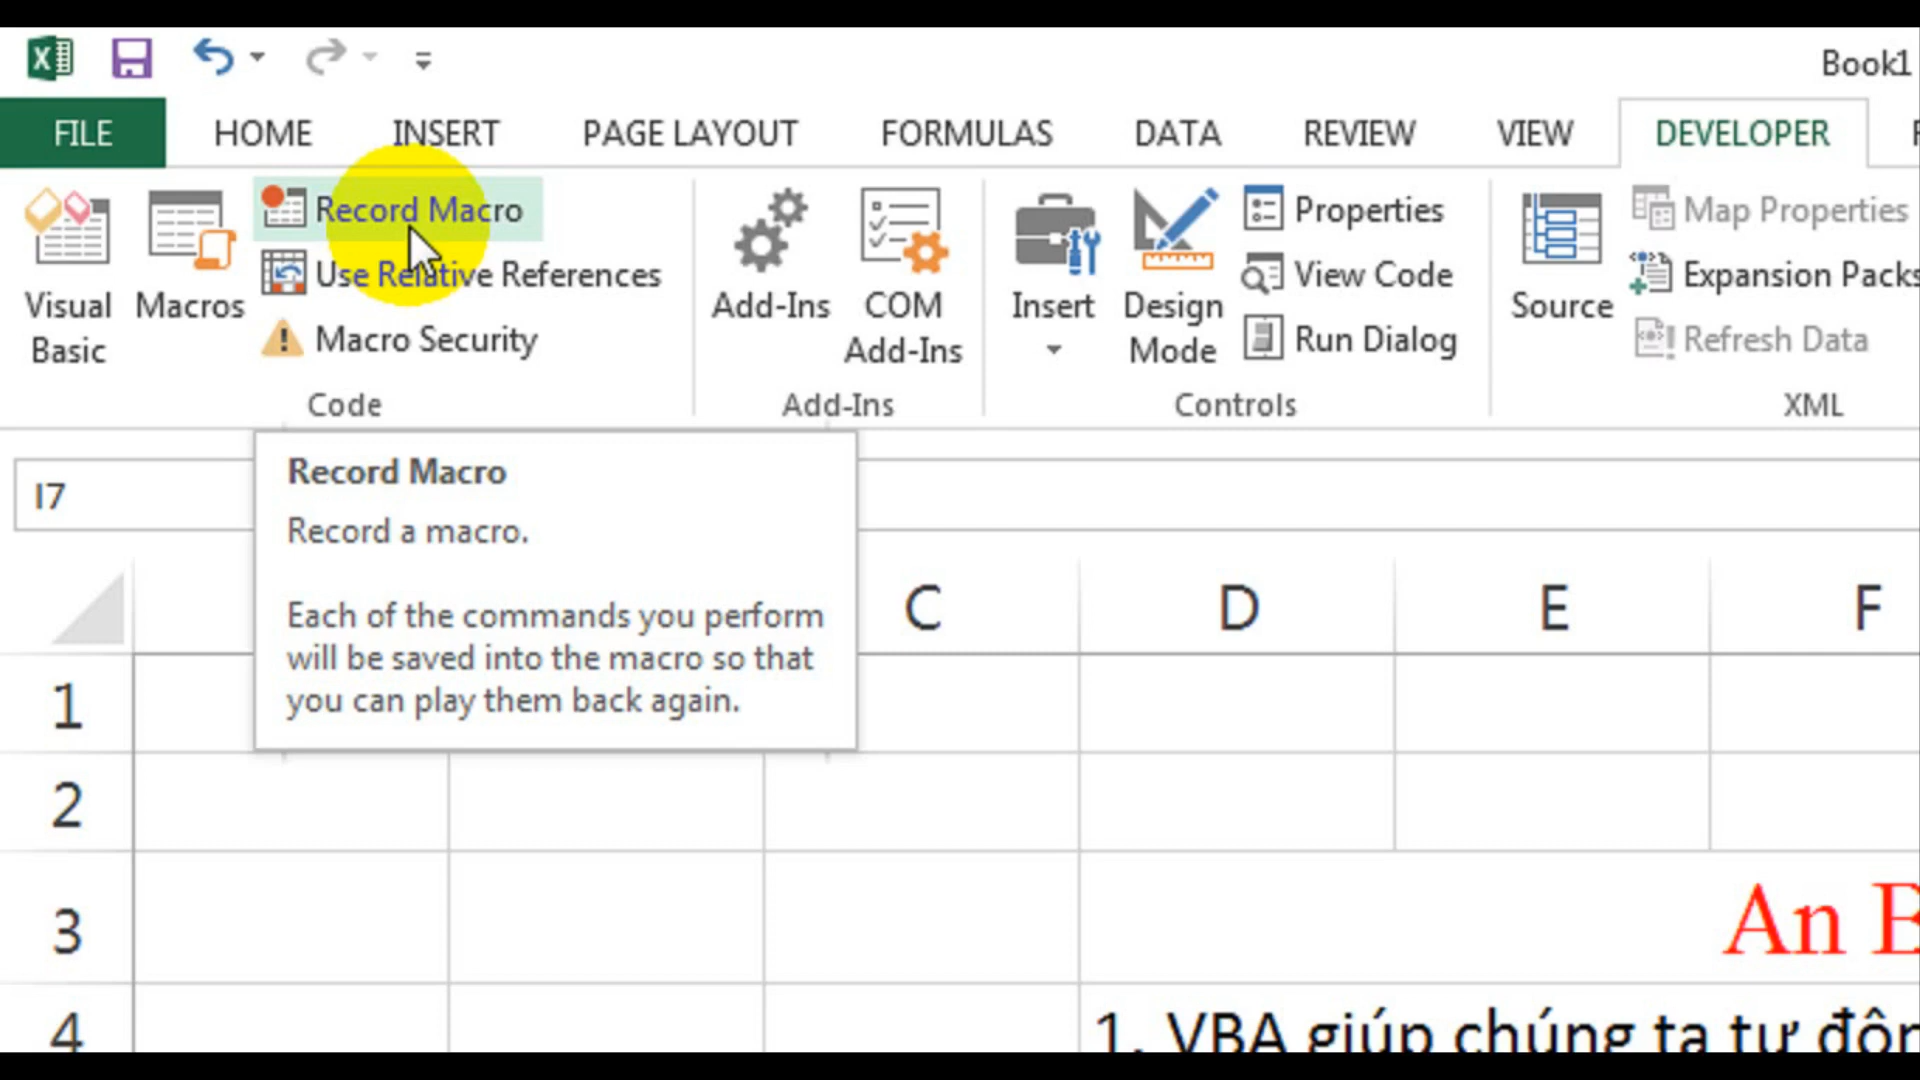 Book1
FILE HOME INSERT PAGE LAYOUT FORMULAS DATA REVIEW VIEW DEVELOPER
Visual Basic
Macros
Record Macro
Use Relative References
Macro Security
Code
Add-Ins
COM Add-Ins
Add-Ins
Insert
Design Mode
Properties
View Code
Run Dialog
Controls
Source
Map Properties
Expansion Packs
Refresh Data
XML
I7
Record Macro
Record a macro.
Each of the commands you perform
will be saved into the macro so that
you can play them back again.
C D E F
1
2
3
An
4
1. VBA giúp chúng ta tự